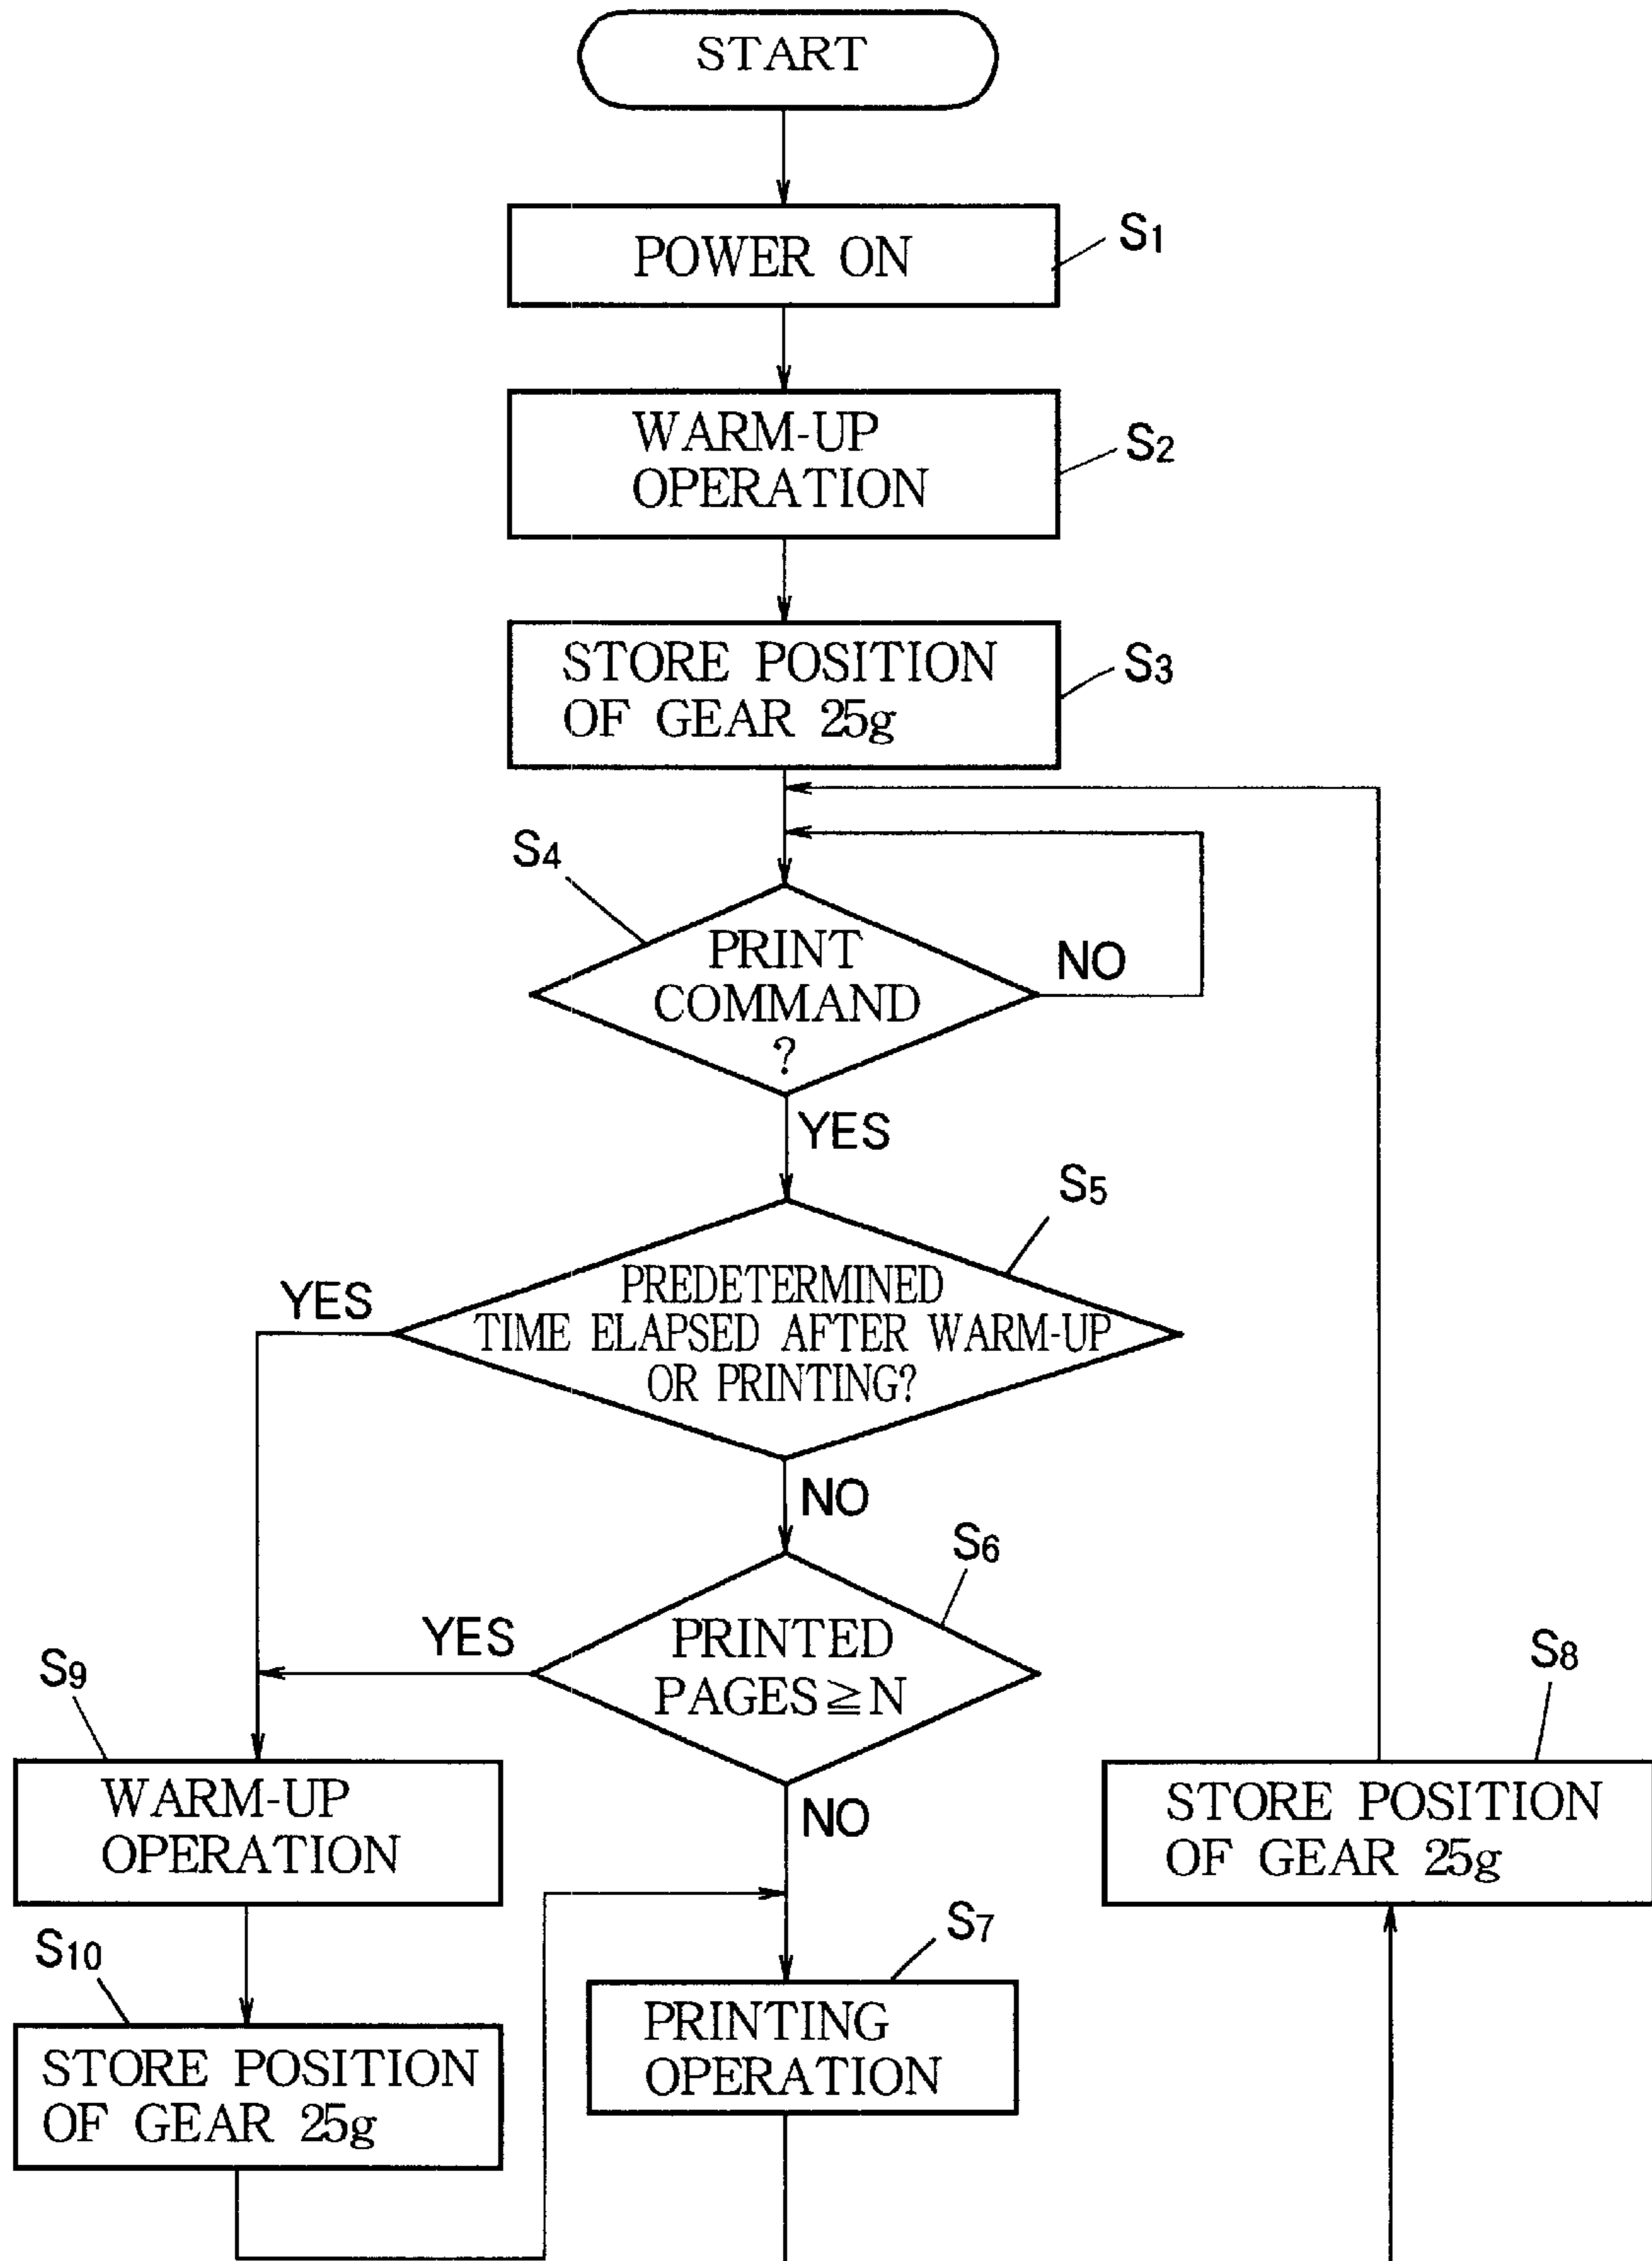 START
POWER ON
S1
WARM-UP
OPERATION
S2
STORE POSITION
OF GEAR 25g
S3
S4
PRINT
COMMAND
?
NO
YES
S5
PREDETERMINED
TIME ELAPSED AFTER WARM-UP
OR PRINTING?
YES
NO
S6
PRINTED
PAGES≧N
YES
NO
S9
WARM-UP
OPERATION
S8
STORE POSITION
OF GEAR 25g
S10
STORE POSITION
OF GEAR 25g
S7
PRINTING
OPERATION